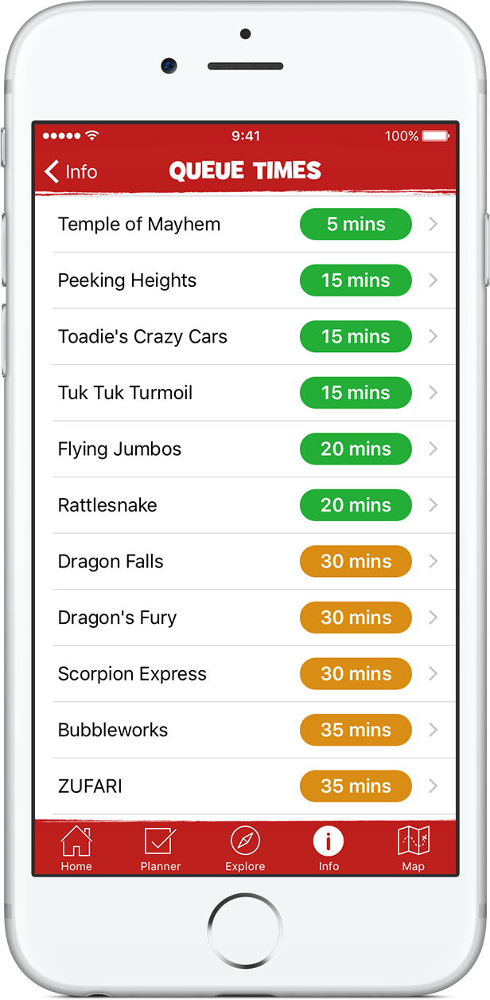 9:41
100%
Info
QUEUE TIMES
Temple of Mayhem 5 mins
Peeking Heights 15 mins
Toadie's Crazy Cars 15 mins
Tuk Tuk Turmoil 15 mins
Flying Jumbos 20 mins
Rattlesnake 20 mins
Dragon Falls 30 mins
Dragon's Fury 30 mins
Scorpion Express 30 mins
Bubbleworks 35 mins
ZUFARI 35 mins
Home Planner Explore Info Map